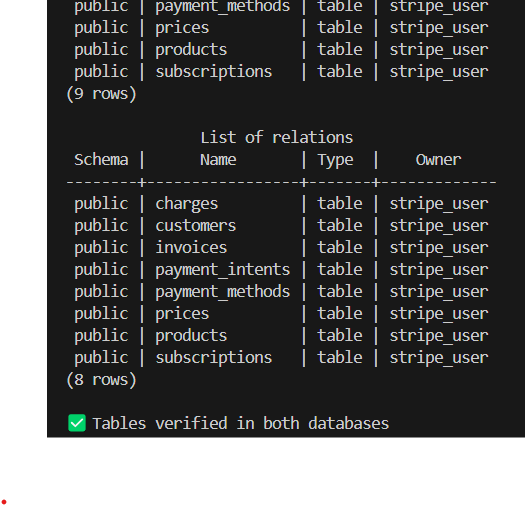 public | payment_methods | table | stripe_user
public | prices          | table | stripe_user
public | products        | table | stripe_user
public | subscriptions   | table | stripe_user
(9 rows)
List of relations
Schema |      Name       | Type  |    Owner
--------+-----------------+-------+-------------
public | charges         | table | stripe_user
public | customers       | table | stripe_user
public | invoices        | table | stripe_user
public | payment_intents | table | stripe_user
public | payment_methods | table | stripe_user
public | prices          | table | stripe_user
public | products        | table | stripe_user
public | subscriptions   | table | stripe_user
(8 rows)
✅ Tables verified in both databases